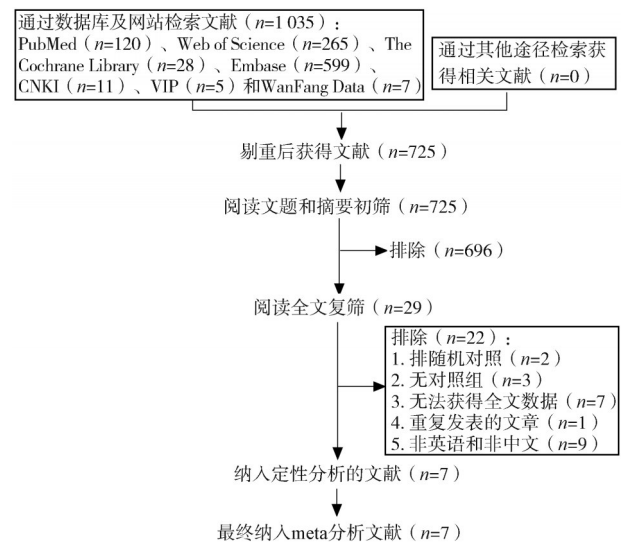 通过数据库及网站检索文献（n=1 035）：
PubMed（n=120）、Web of Science（n=265）、The
Cochrane Library（n=28）、Embase（n=599）、
CNKI（n=11）、VIP（n=5）和WanFang Data（n=7）
通过其他途径检索获
得相关文献（n=0）
剔重后获得文献（n=725）
阅读文题和摘要初筛（n=725）
排除（n=696）
阅读全文复筛（n=29）
排除（n=22）：
1. 排随机对照（n=2）
2. 无对照组（n=3）
3. 无法获得全文数据（n=7）
4. 重复发表的文章（n=1）
5. 非英语和非中文（n=9）
纳入定性分析的文献（n=7）
最终纳入meta分析文献（n=7）